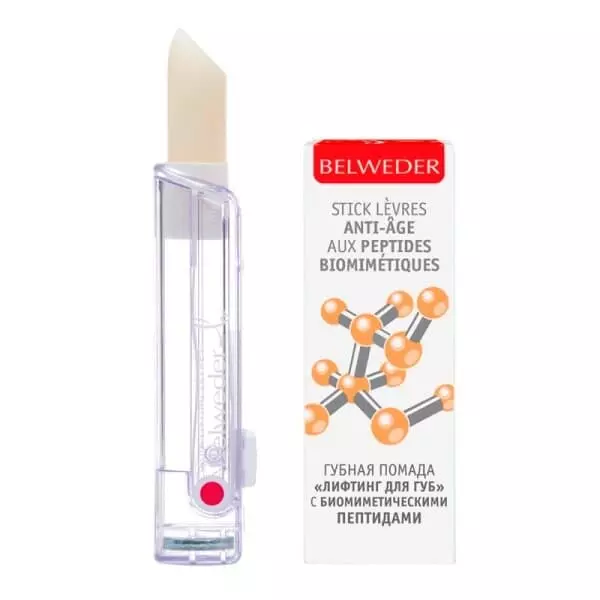 Belweder
BELWEDER
STICK LÈVRES
ANTI-ÂGE
AUX PEPTIDES
BIOMIMÉTIQUES
ГУБНАЯ ПОМАДА
«ЛИФТИНГ ДЛЯ ГУБ»
С БИОМИМЕТИЧЕСКИМИ
ПЕПТИДАМИ